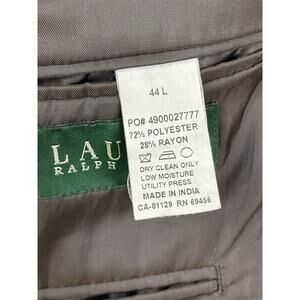 44 L
PO# 4900027777
72% POLYESTER
28% RAYON
DRY CLEAN ONLY
LOW MOISTURE
UTILITY PRESS
MADE IN INDIA
CA-01129 RN 69456
LAU
RALPH